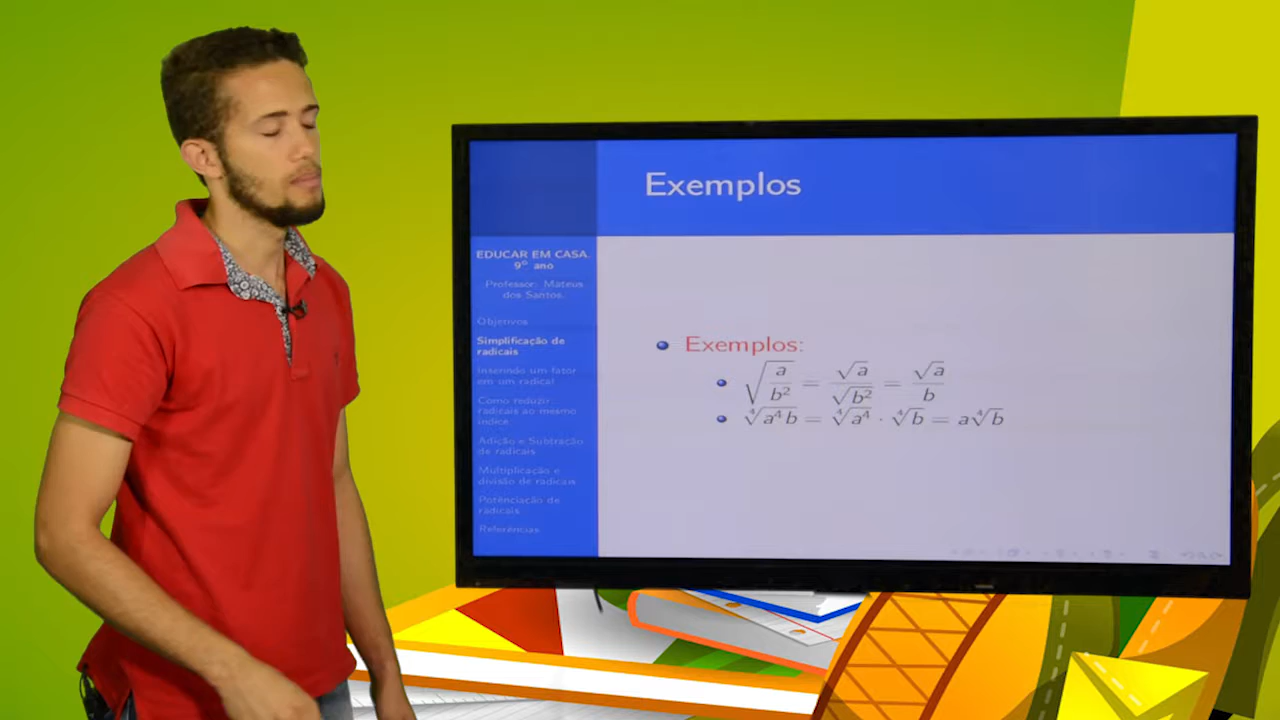 Exemplos
EDUCAR EM CASA.
9º ano
Professor: Mateus
dos Santos.
Objetivos
Simplificação de
radicais
Inserindo um fator
em um radical
Como reduzir
radicais ao mesmo
índice
Adição e Subtração
de radicais
Multiplicação e
divisão de radicais
Potenciação de
radicais
Referências
Exemplos:
√(a/b²) = √a/√b² = √a/b
∜a⁴b = ∜a⁴ · ∜b = a∜b